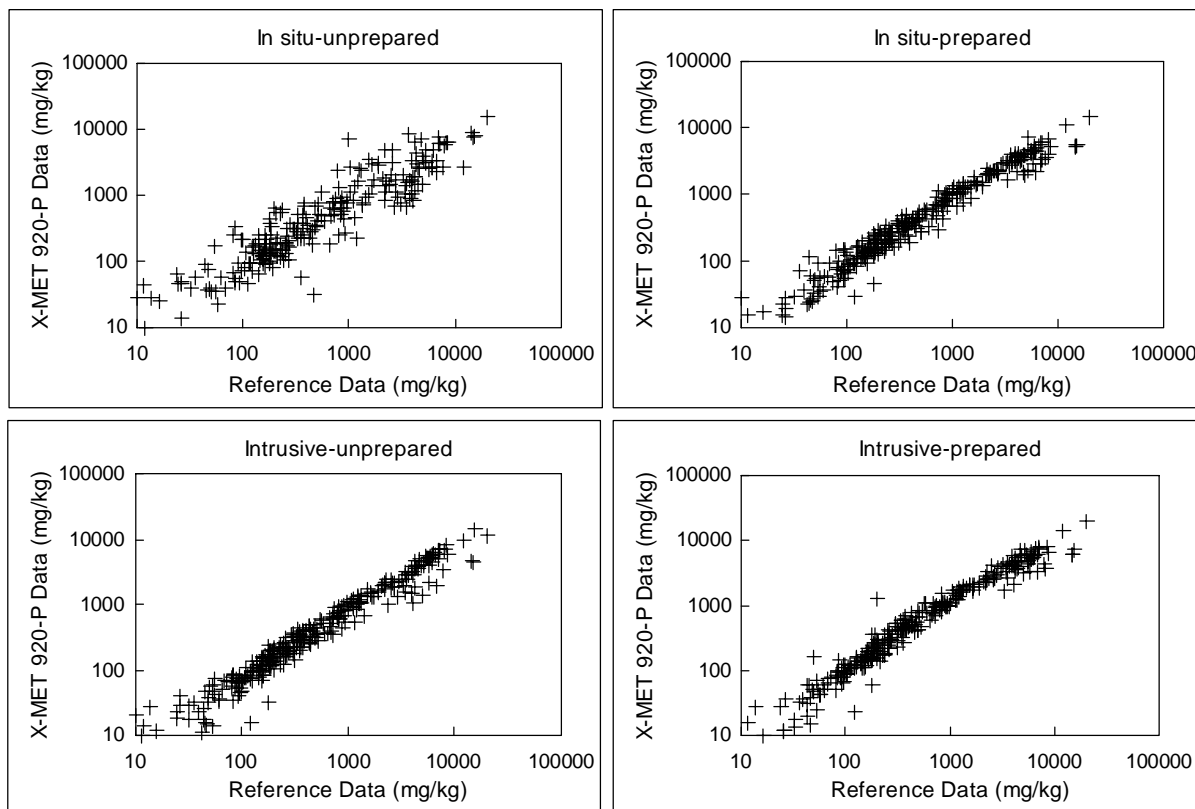 In situ-unprepared
X-MET 920-P Data (mg/kg)
100000
10000
1000
100
10
10 100 1000 10000 100000
Reference Data (mg/kg)
In situ-prepared
X-MET 920-P Data (mg/kg)
100000
10000
1000
100
10
10 100 1000 10000 100000
Reference Data (mg/kg)
Intrusive-unprepared
X-MET 920-P Data (mg/kg)
100000
10000
1000
100
10
10 100 1000 10000 100000
Reference Data (mg/kg)
Intrusive-prepared
X-MET 920-P Data (mg/kg)
100000
10000
1000
100
10
10 100 1000 10000 100000
Reference Data (mg/kg)